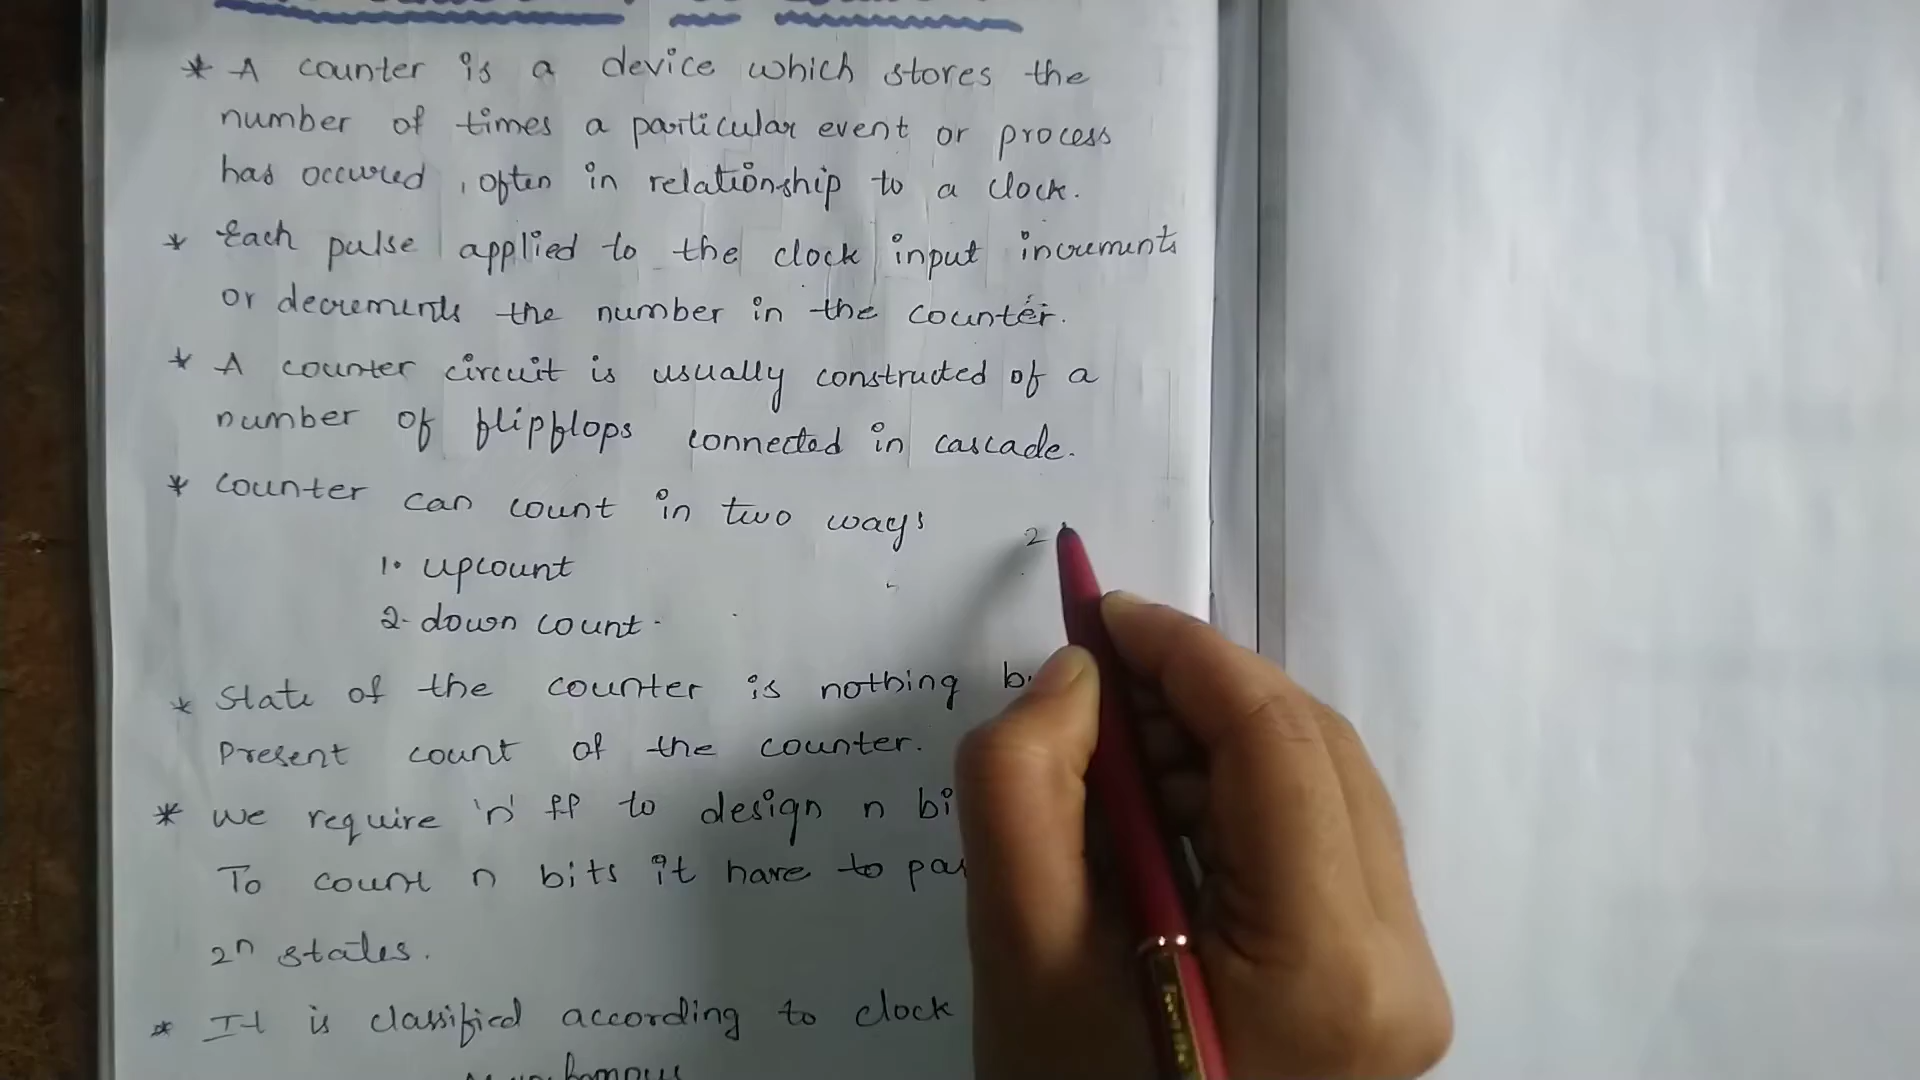 * A counter is a device which stores the
number of times a particular event or process
has occured, often in relationship to a clock.
* Each pulse applied to the clock input increments
or decrements the number in the counter.
* A counter circuit is usually constructed of a
number of flipflops connected in cascade.
* counter can count in two ways
2
1. upcount
2. down count.
* State of the counter is nothing
Present count of the counter.
* we require 'n' ff to design n
To count n bits it have to
2n states.
* It is classified according to clock